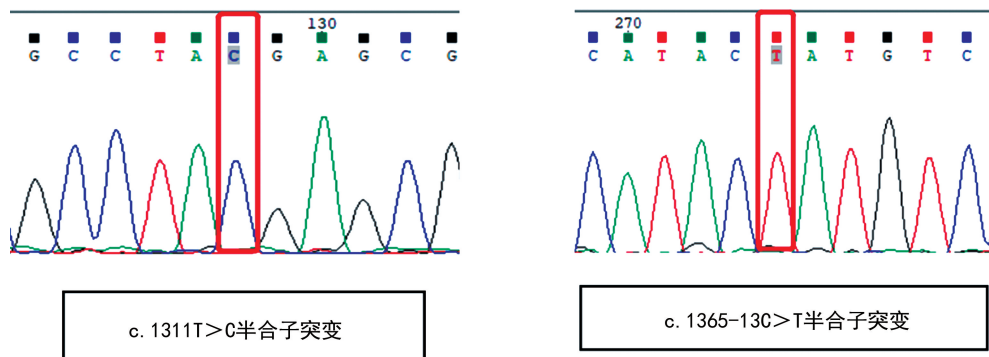 130
G C C T A C G A G C G
c.1311T＞C半合子突变
270
C A T A C T A T G T C
c.1365-13C＞T半合子突变